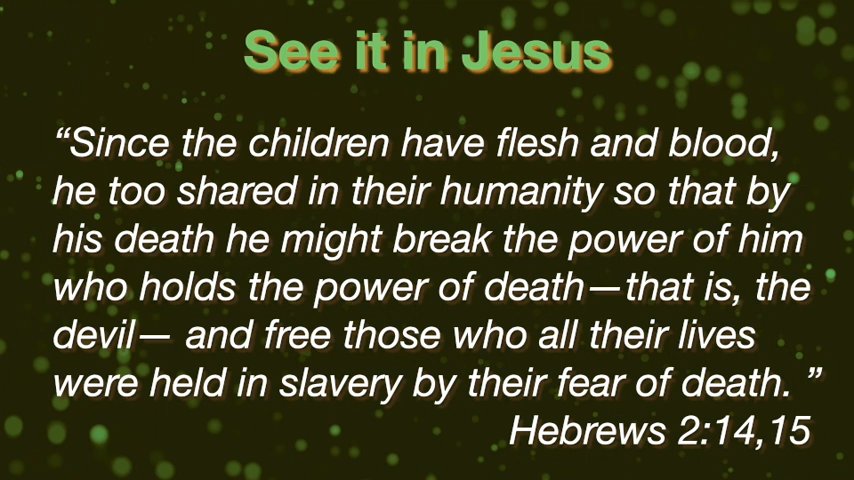 See it in Jesus
“Since the children have flesh and blood,
he too shared in their humanity so that by
his death he might break the power of him
who holds the power of death—that is, the
devil— and free those who all their lives
were held in slavery by their fear of death. ”
Hebrews 2:14,15